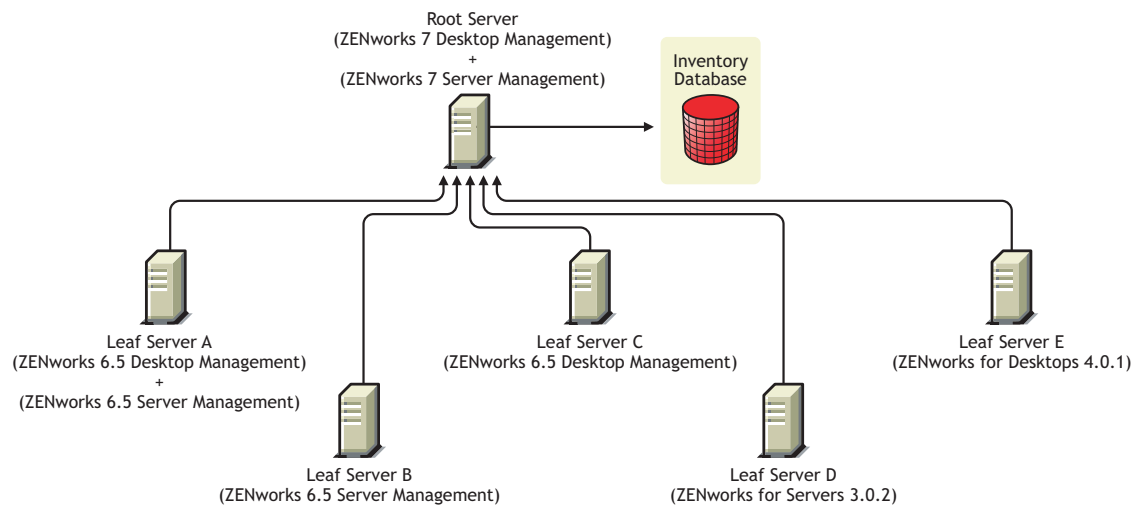 Root Server
(ZENworks 7 Desktop Management)
+
(ZENworks 7 Server Management)
Inventory
Database
Leaf Server A
(ZENworks 6.5 Desktop Management)
+
(ZENworks 6.5 Server Management)
Leaf Server C
(ZENworks 6.5 Desktop Management)
Leaf Server E
(ZENworks for Desktops 4.0.1)
Leaf Server B
(ZENworks 6.5 Server Management)
Leaf Server D
(ZENworks for Servers 3.0.2)